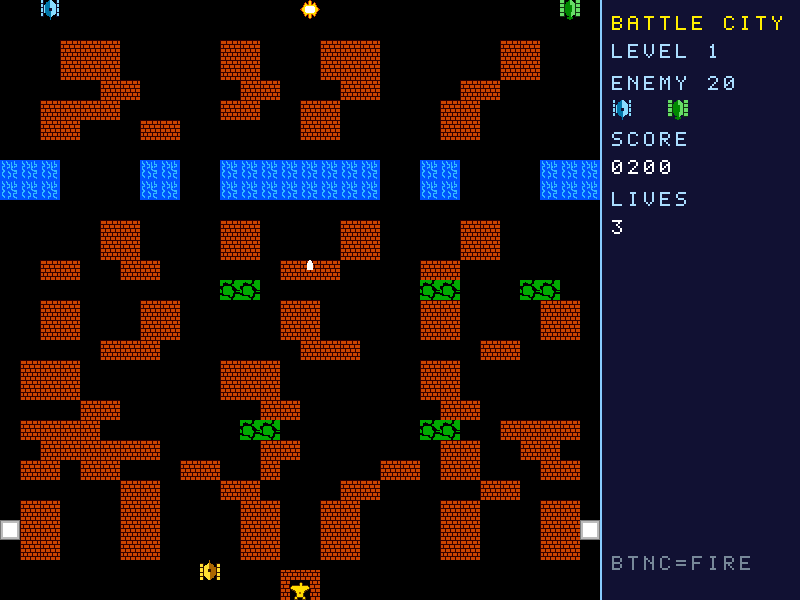 BATTLE CITY
LEVEL 1
ENEMY 20
SCORE
0200
LIVES
3
BTNC=FIRE